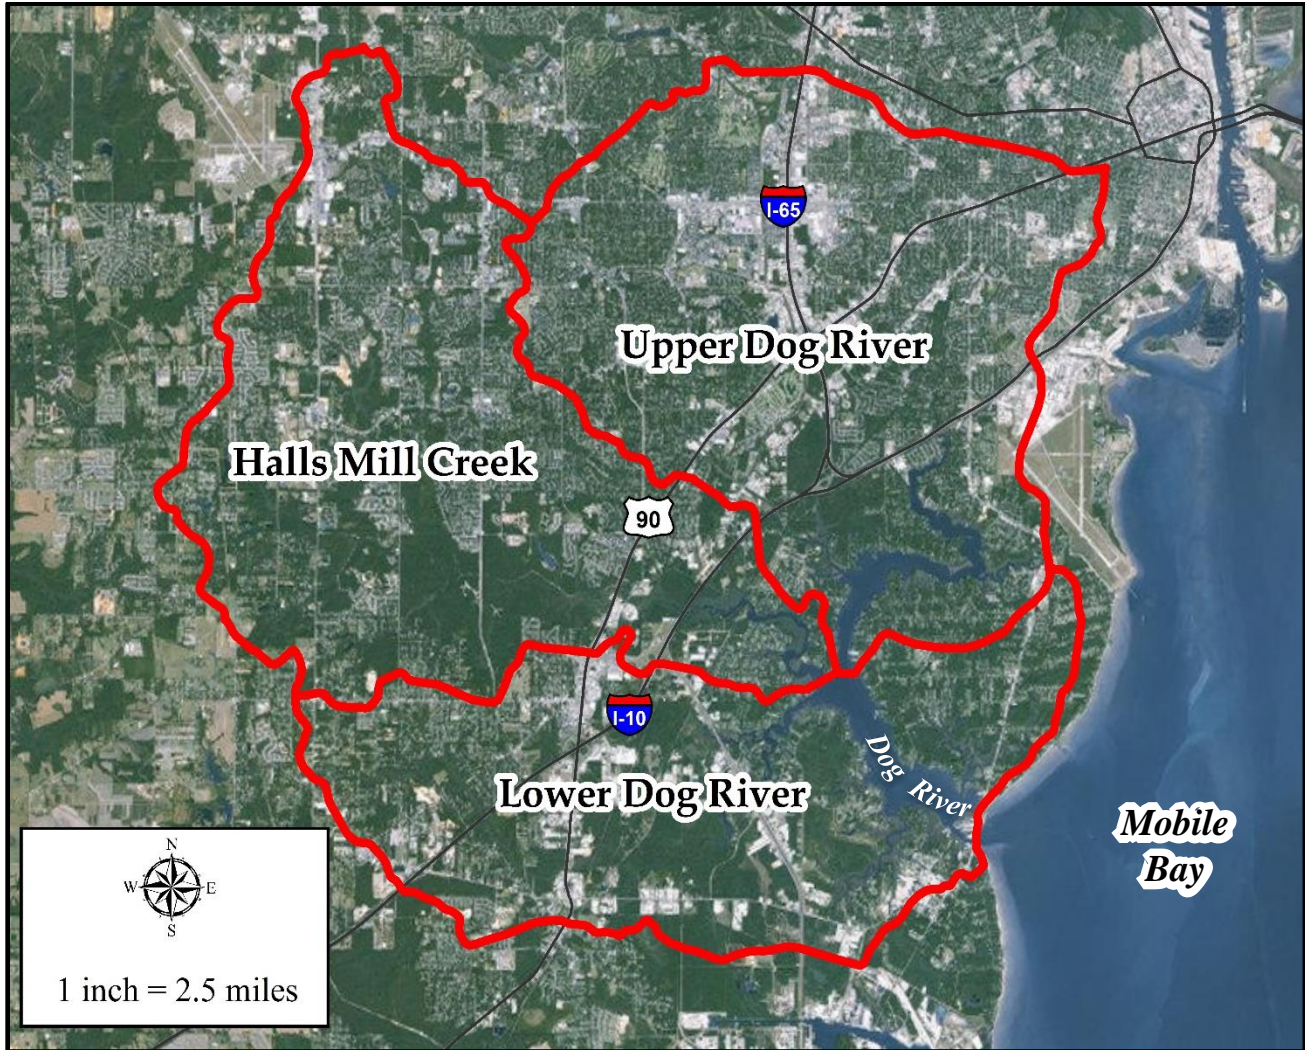 I-65
Upper Dog River
Halls Mill Creek
90
I-10
Dog River
Lower Dog River
Mobile
Bay
N
W E
S
1 inch = 2.5 miles